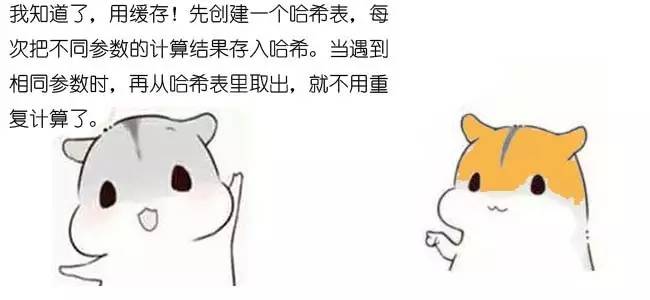 我知道了，用缓存！先创建一个哈希表，每
次把不同参数的计算结果存入哈希。当遇到
相同参数时，再从哈希表里取出，就不用重
复计算了。